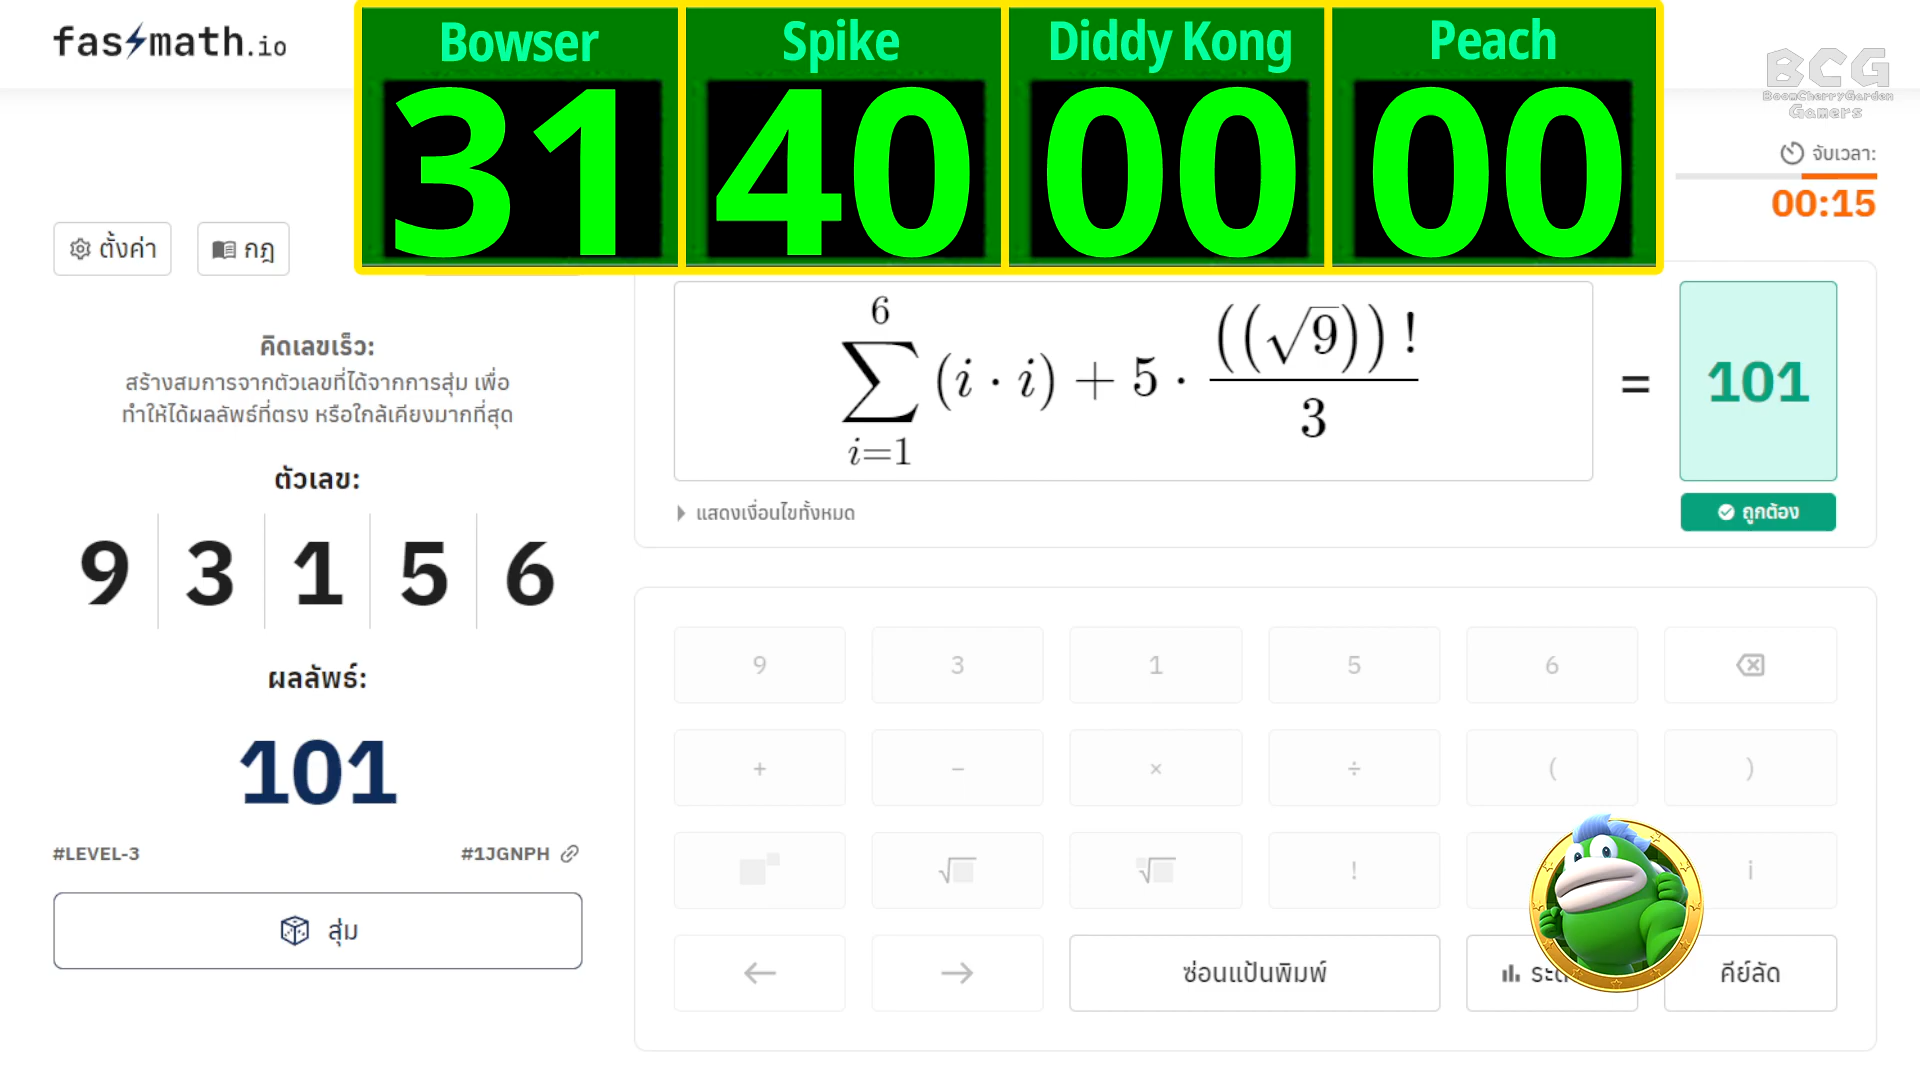 fas⚡math.io
Bowser
Spike
Diddy Kong
Peach
31
40
00
00
BCG
BoomCherryGarden
Gamers
จับเวลา:
00:15
ตั้งค่า
กฎ
คิดเลขเร็ว:
สร้างสมการจากตัวเลขที่ได้จากการสุ่ม เพื่อ
ทำให้ได้ผลลัพธ์ที่ตรง หรือใกล้เคียงมากที่สุด
ตัวเลข:
9 3 1 5 6
ผลลัพธ์:
101
#LEVEL-3
#1JGNPH
สุ่ม
\sum_{i=1}^{6} (i · i) + 5 · \frac{((√9))!}{3} = 101
แสดงเงื่อนไขทั้งหมด
ถูกต้อง
9 3 1 5 6
+ − × ÷ ( )
√ √ ! i
← → ซ่อนแป้นพิมพ์
คีย์ลัด